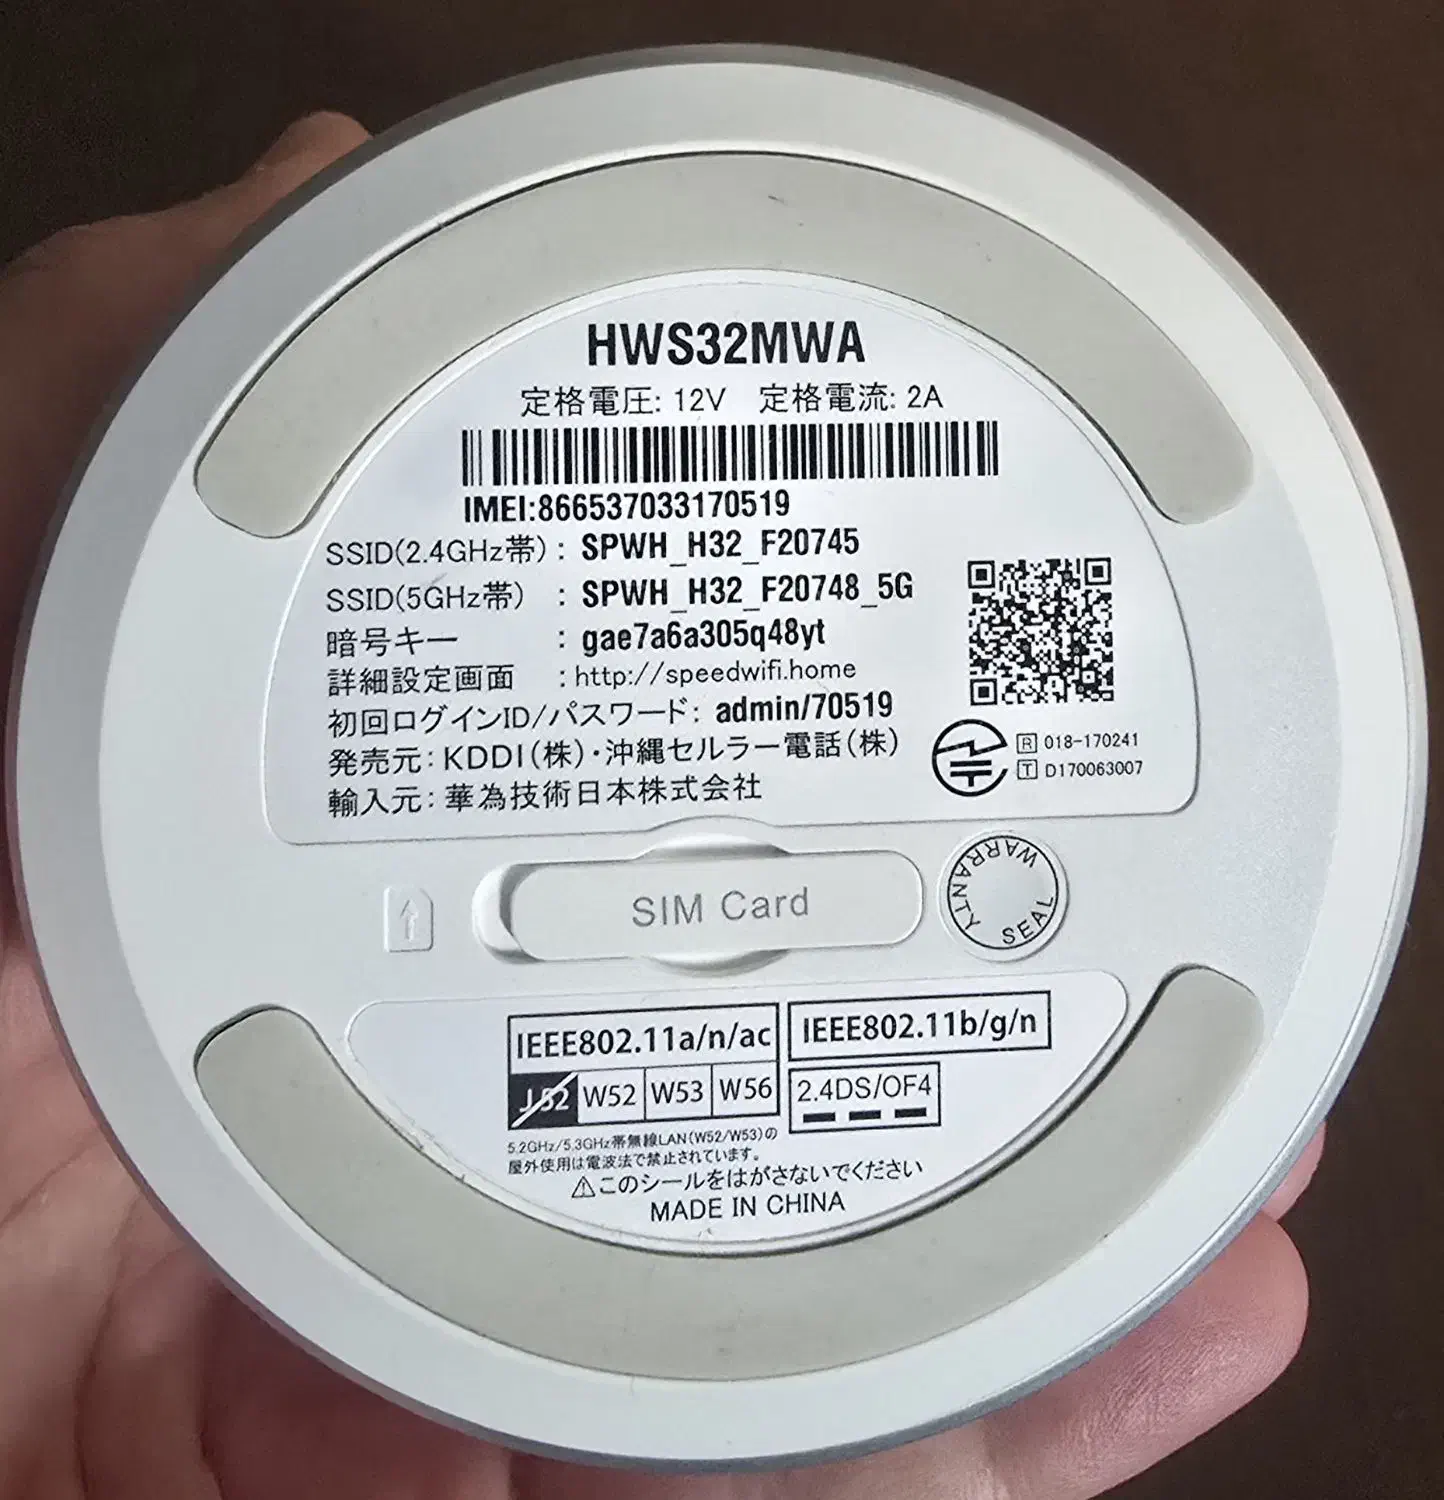 HWS32MWA
定格電圧: 12V 定格電流: 2A
IMEI:866537033170519
SSID(2.4GHz帯) : SPWH_H32_F20745
SSID(5GHz帯) : SPWH_H32_F20748_5G
暗号キー : gae7a6a305q48yt
詳細設定画面 : http://speedwifi.home
初回ログインID/パスワード: admin/70519
発売元: KDDI(株)・沖縄セルラー電話(株)
輸入元: 華為技術日本株式会社
R 018-170241
T D170063007
SIM Card
WARRANTY SEAL
IEEE802.11a/n/ac
IEEE802.11b/g/n
J52 W52 W53 W56
2.4DS/OF4
5.2GHz/5.3GHz帯無線LAN(W52/W53)の
屋外使用は電波法で禁止されています。
⚠このシールをはがさないでください
MADE IN CHINA